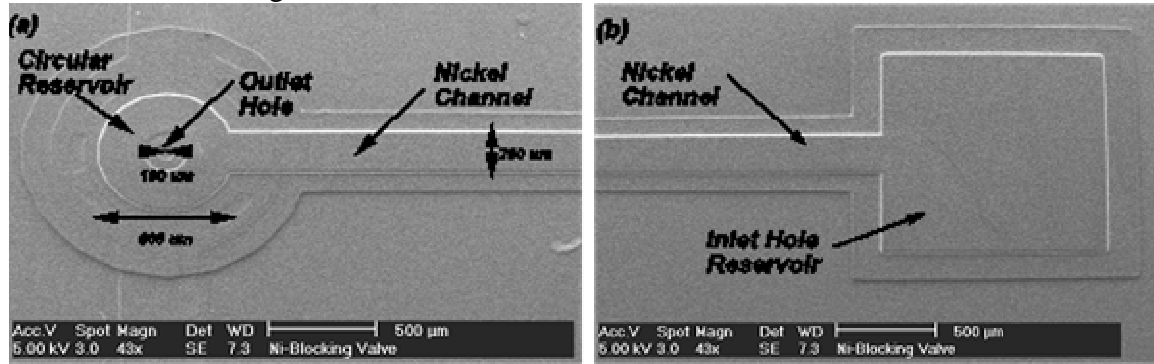 (a)
Circular
Reservoir
Outlet
Hole
Nickel
Channel
Acc.V Spot Magn Det WD 500 µm
5.00 kV 3.0 43x SE 7.3 Ni-Blocking Valve
(b)
Nickel
Channel
Inlet Hole
Reservoir
Acc.V Spot Magn Det WD 500 µm
5.00 kV 3.0 43x SE 7.3 Ni-Blocking Valve